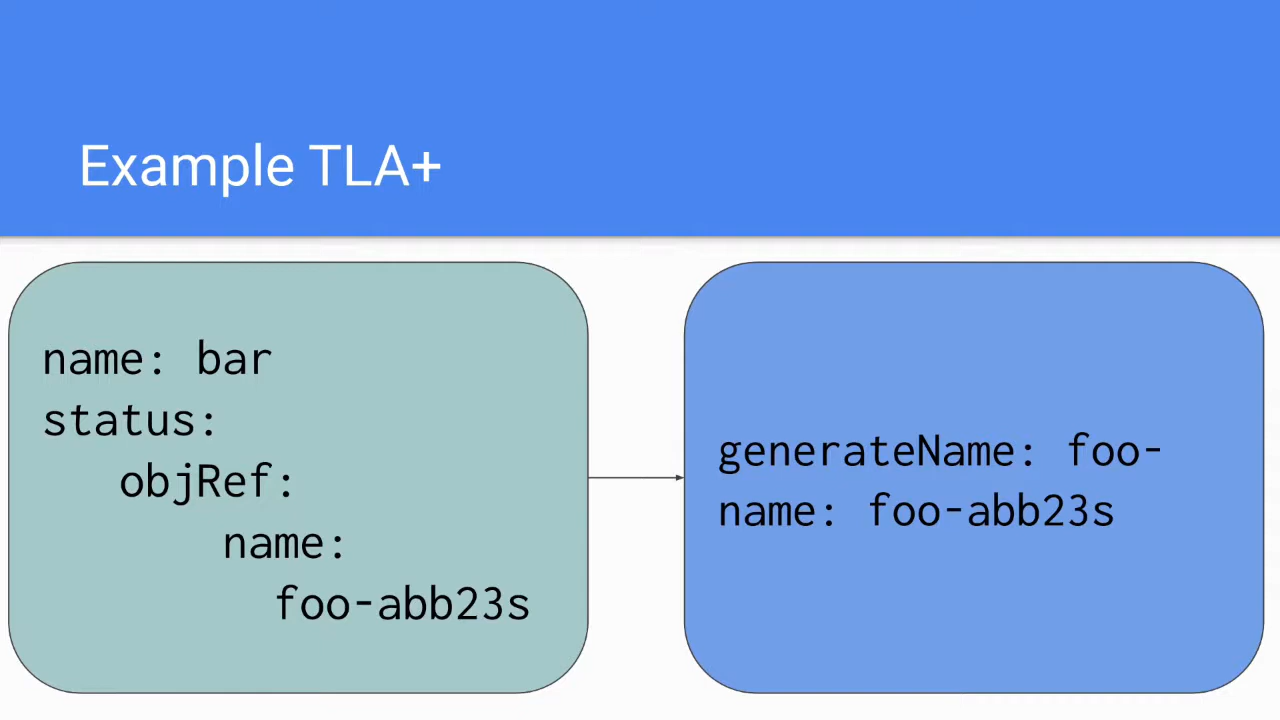 Example TLA+
name: bar
status:
objRef:
name:
foo-abb23s
generateName: foo-
name: foo-abb23s